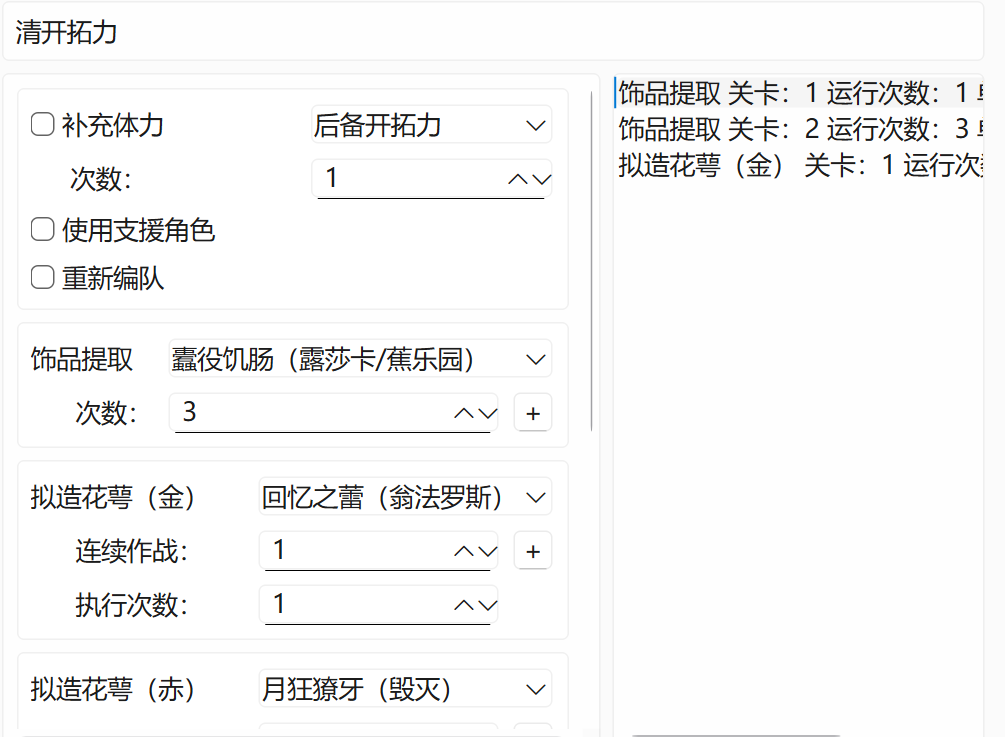 清开拓力
补充体力 后备开拓力
次数： 1
使用支援角色
重新编队
饰品提取 蠹役饥肠（露莎卡/蕉乐园）
次数： 3 +
拟造花萼（金） 回忆之蕾（翁法罗斯）
连续作战： 1 +
执行次数： 1
拟造花萼（赤） 月狂獠牙（毁灭）
饰品提取 关卡：1 运行次数：1
饰品提取 关卡：2 运行次数：3
拟造花萼（金） 关卡：1 运行次